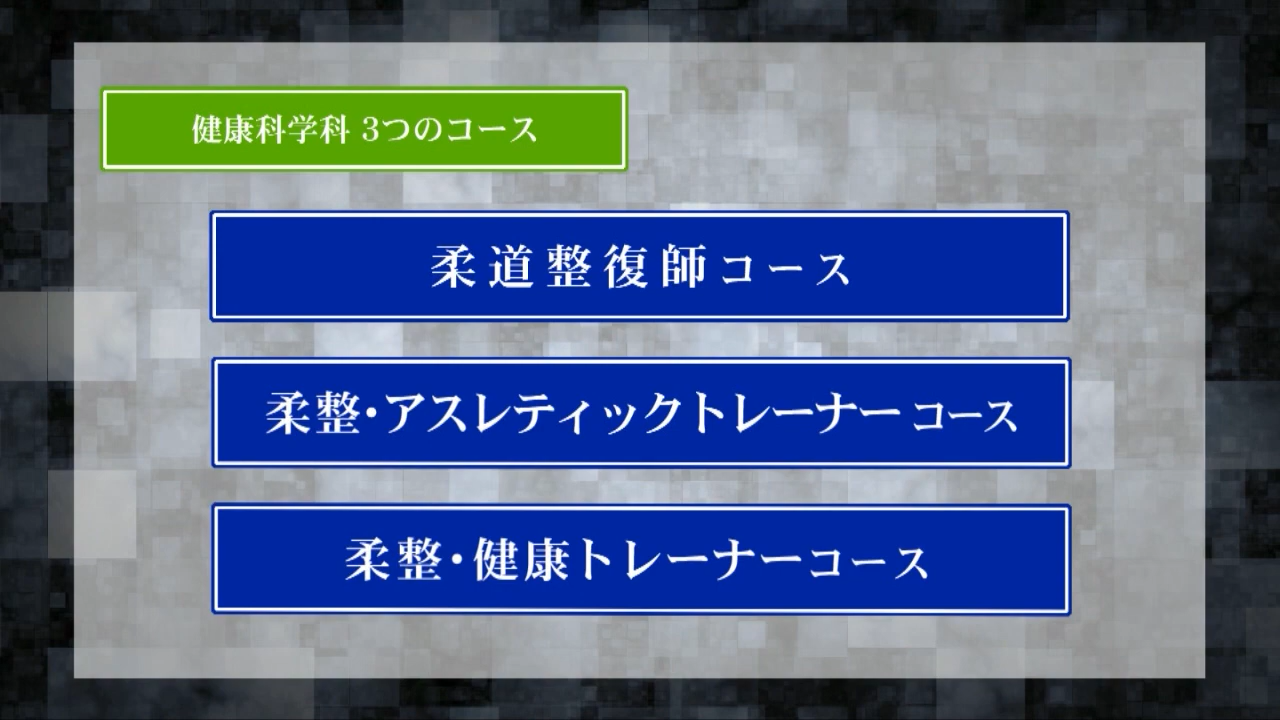 健康科学科 3つのコース
柔道整復師コース
柔整・アスレティックトレーナーコース
柔整・健康トレーナーコース